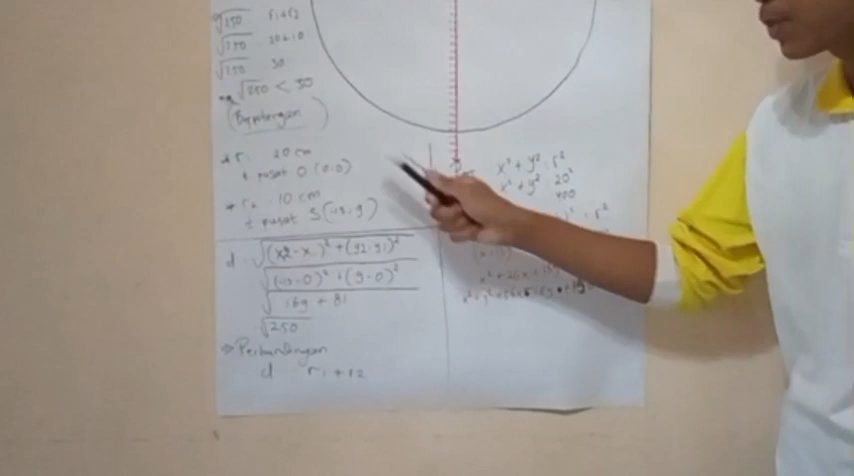 √250 r1+r2
√250 20+10
√250 30
√250 < 30
(Berpotongan)
r1 20 cm
± pusat O (0.0)
r2 . 10 cm
± pusat S(-13.9)
d √(x2-x1)² + (y2-y1)²
√(-13-0)² + (9-0)²
√169 + 81
√250
⇒ Perbandingan
d r1 + r2
x² + y² : r²
x² + y² : 20²
400